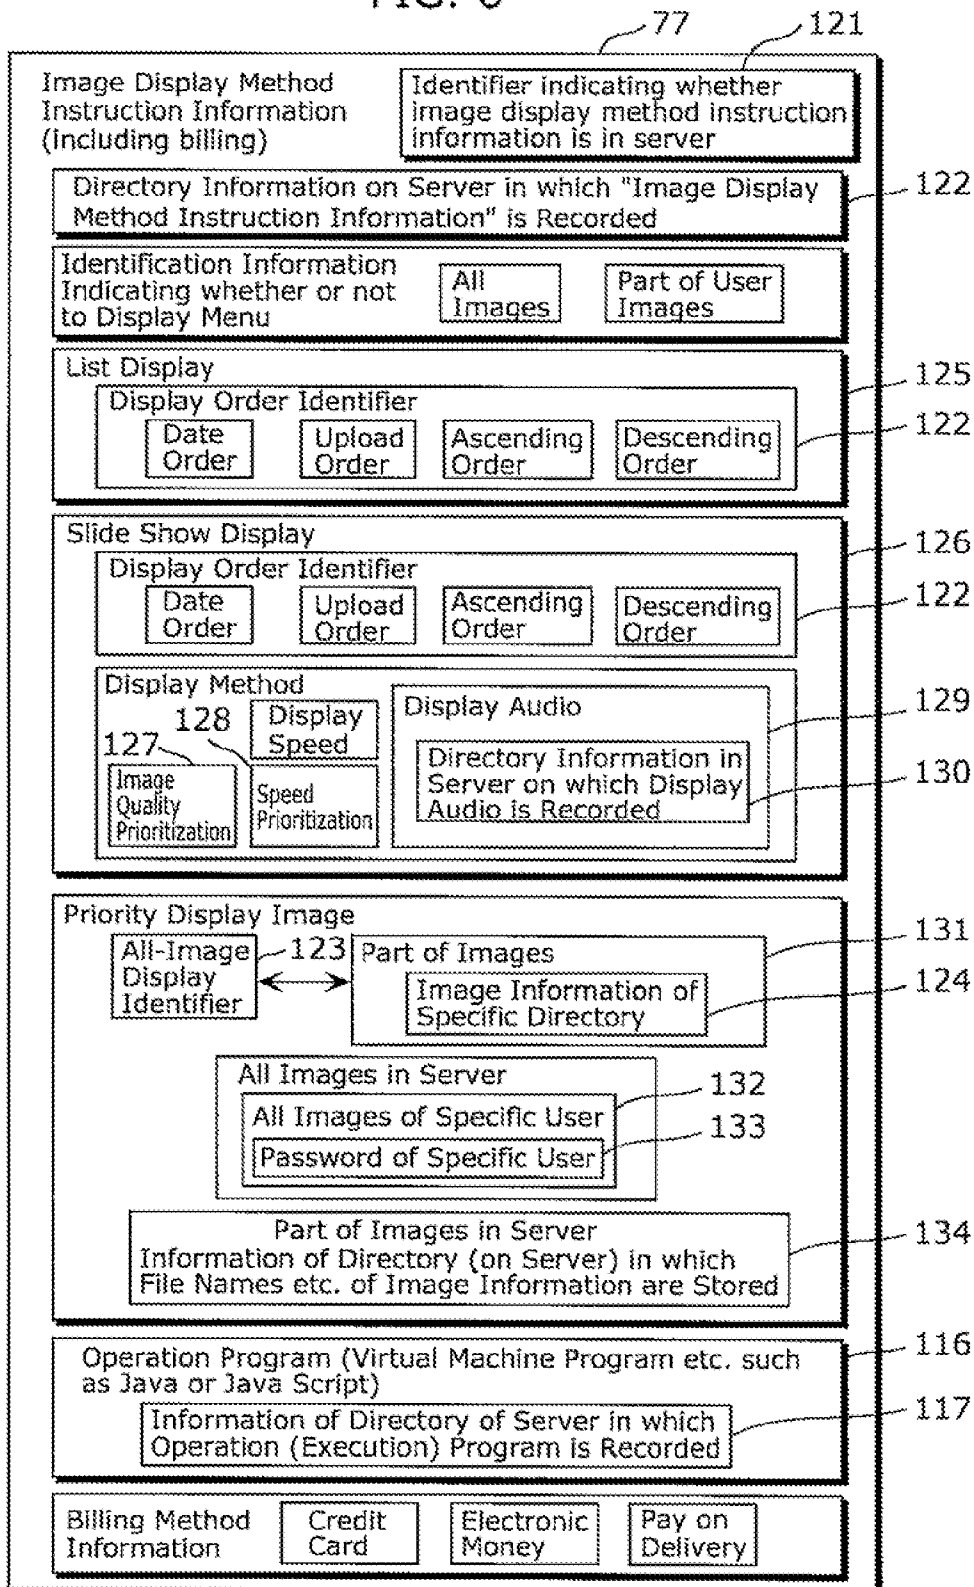 77
121
Image Display Method
Instruction Information
(including billing)
Identifier indicating whether
image display method instruction
information is in server
122
Directory Information on Server in which "Image Display
Method Instruction Information" is Recorded
Identification Information
Indicating whether or not
to Display Menu
All
Images
Part of User
Images
List Display
125
Display Order Identifier
122
Date
Order
Upload
Order
Ascending
Order
Descending
Order
Slide Show Display
126
Display Order Identifier
122
Date
Order
Upload
Order
Ascending
Order
Descending
Order
Display Method
128
127
Display
Speed
Image
Quality
Prioritization
Speed
Prioritization
Display Audio
129
Directory Information in
Server on which Display
Audio is Recorded
130
Priority Display Image
All-Image
Display
Identifier
123
Part of Images
131
Image Information of
Specific Directory
124
All Images in Server
132
All Images of Specific User
133
Password of Specific User
Part of Images in Server
Information of Directory (on Server) in which
File Names etc. of Image Information are Stored
134
Operation Program (Virtual Machine Program etc. such
as Java or Java Script)
116
Information of Directory of Server in which
Operation (Execution) Program is Recorded
117
Billing Method
Information
Credit
Card
Electronic
Money
Pay on
Delivery